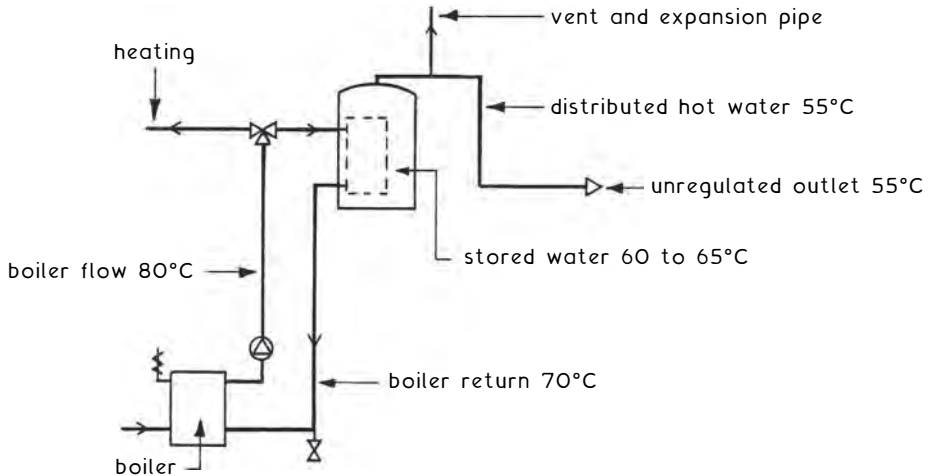 vent and expansion pipe
heating
distributed hot water 55°C
unregulated outlet 55°C
stored water 60 to 65°C
boiler flow 80°C
boiler return 70°C
boiler